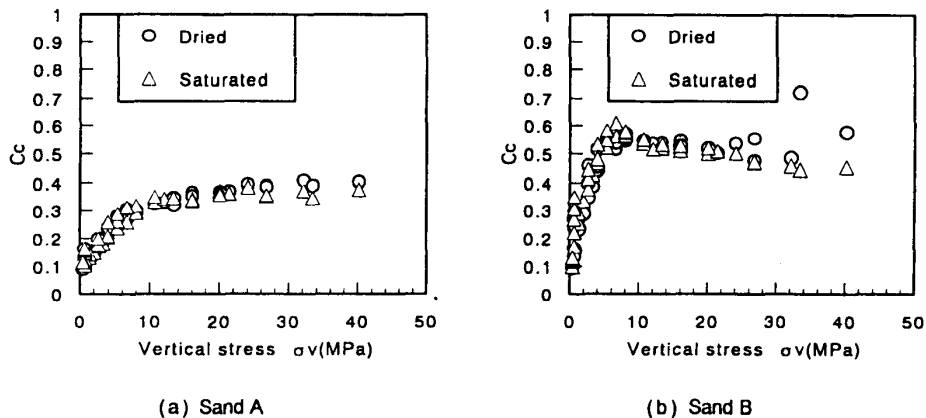 Cc
1
0.9
0.8
0.7
0.6
0.5
0.4
0.3
0.2
0.1
0
Dried
Saturated
0 10 20 30 40 50
Vertical stress σv(MPa)
(a) Sand A
Cc
1
0.9
0.8
0.7
0.6
0.5
0.4
0.3
0.2
0.1
0
Dried
Saturated
0 10 20 30 40 50
Vertical stress σv(MPa)
(b) Sand B